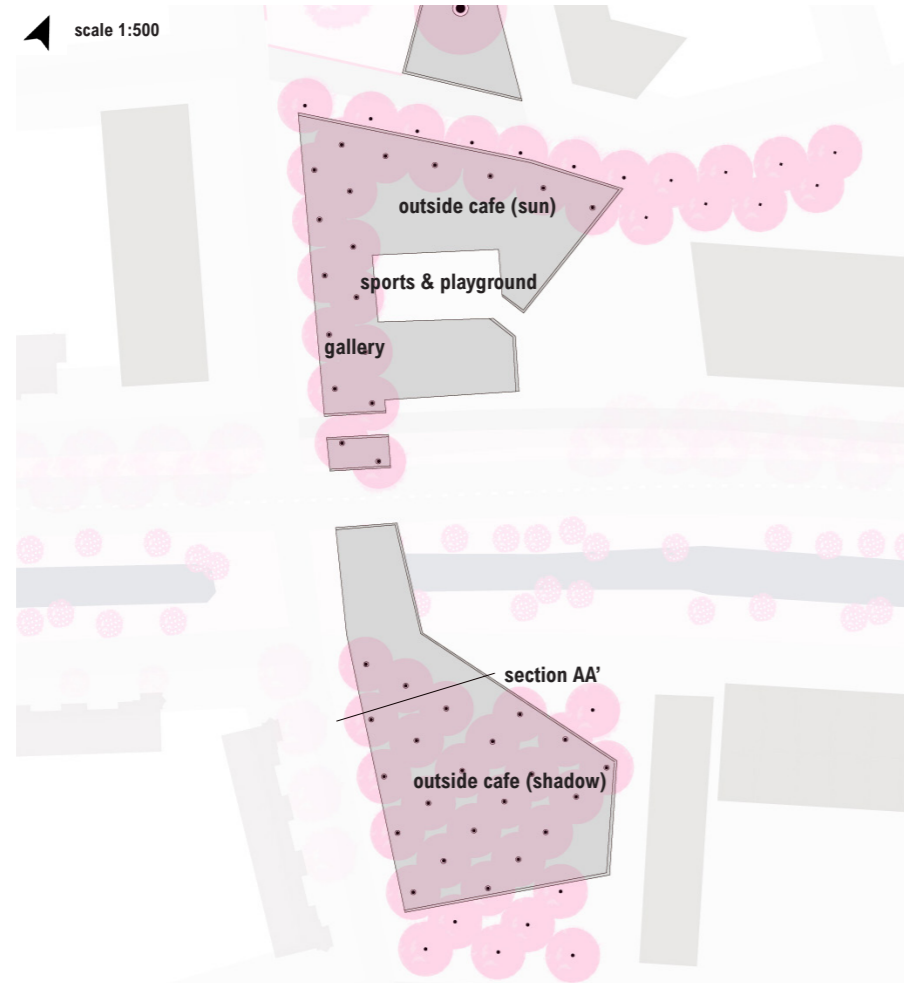 scale 1:500
outside cafe (sun)
sports & playground
gallery
section AA'
outside cafe (shadow)